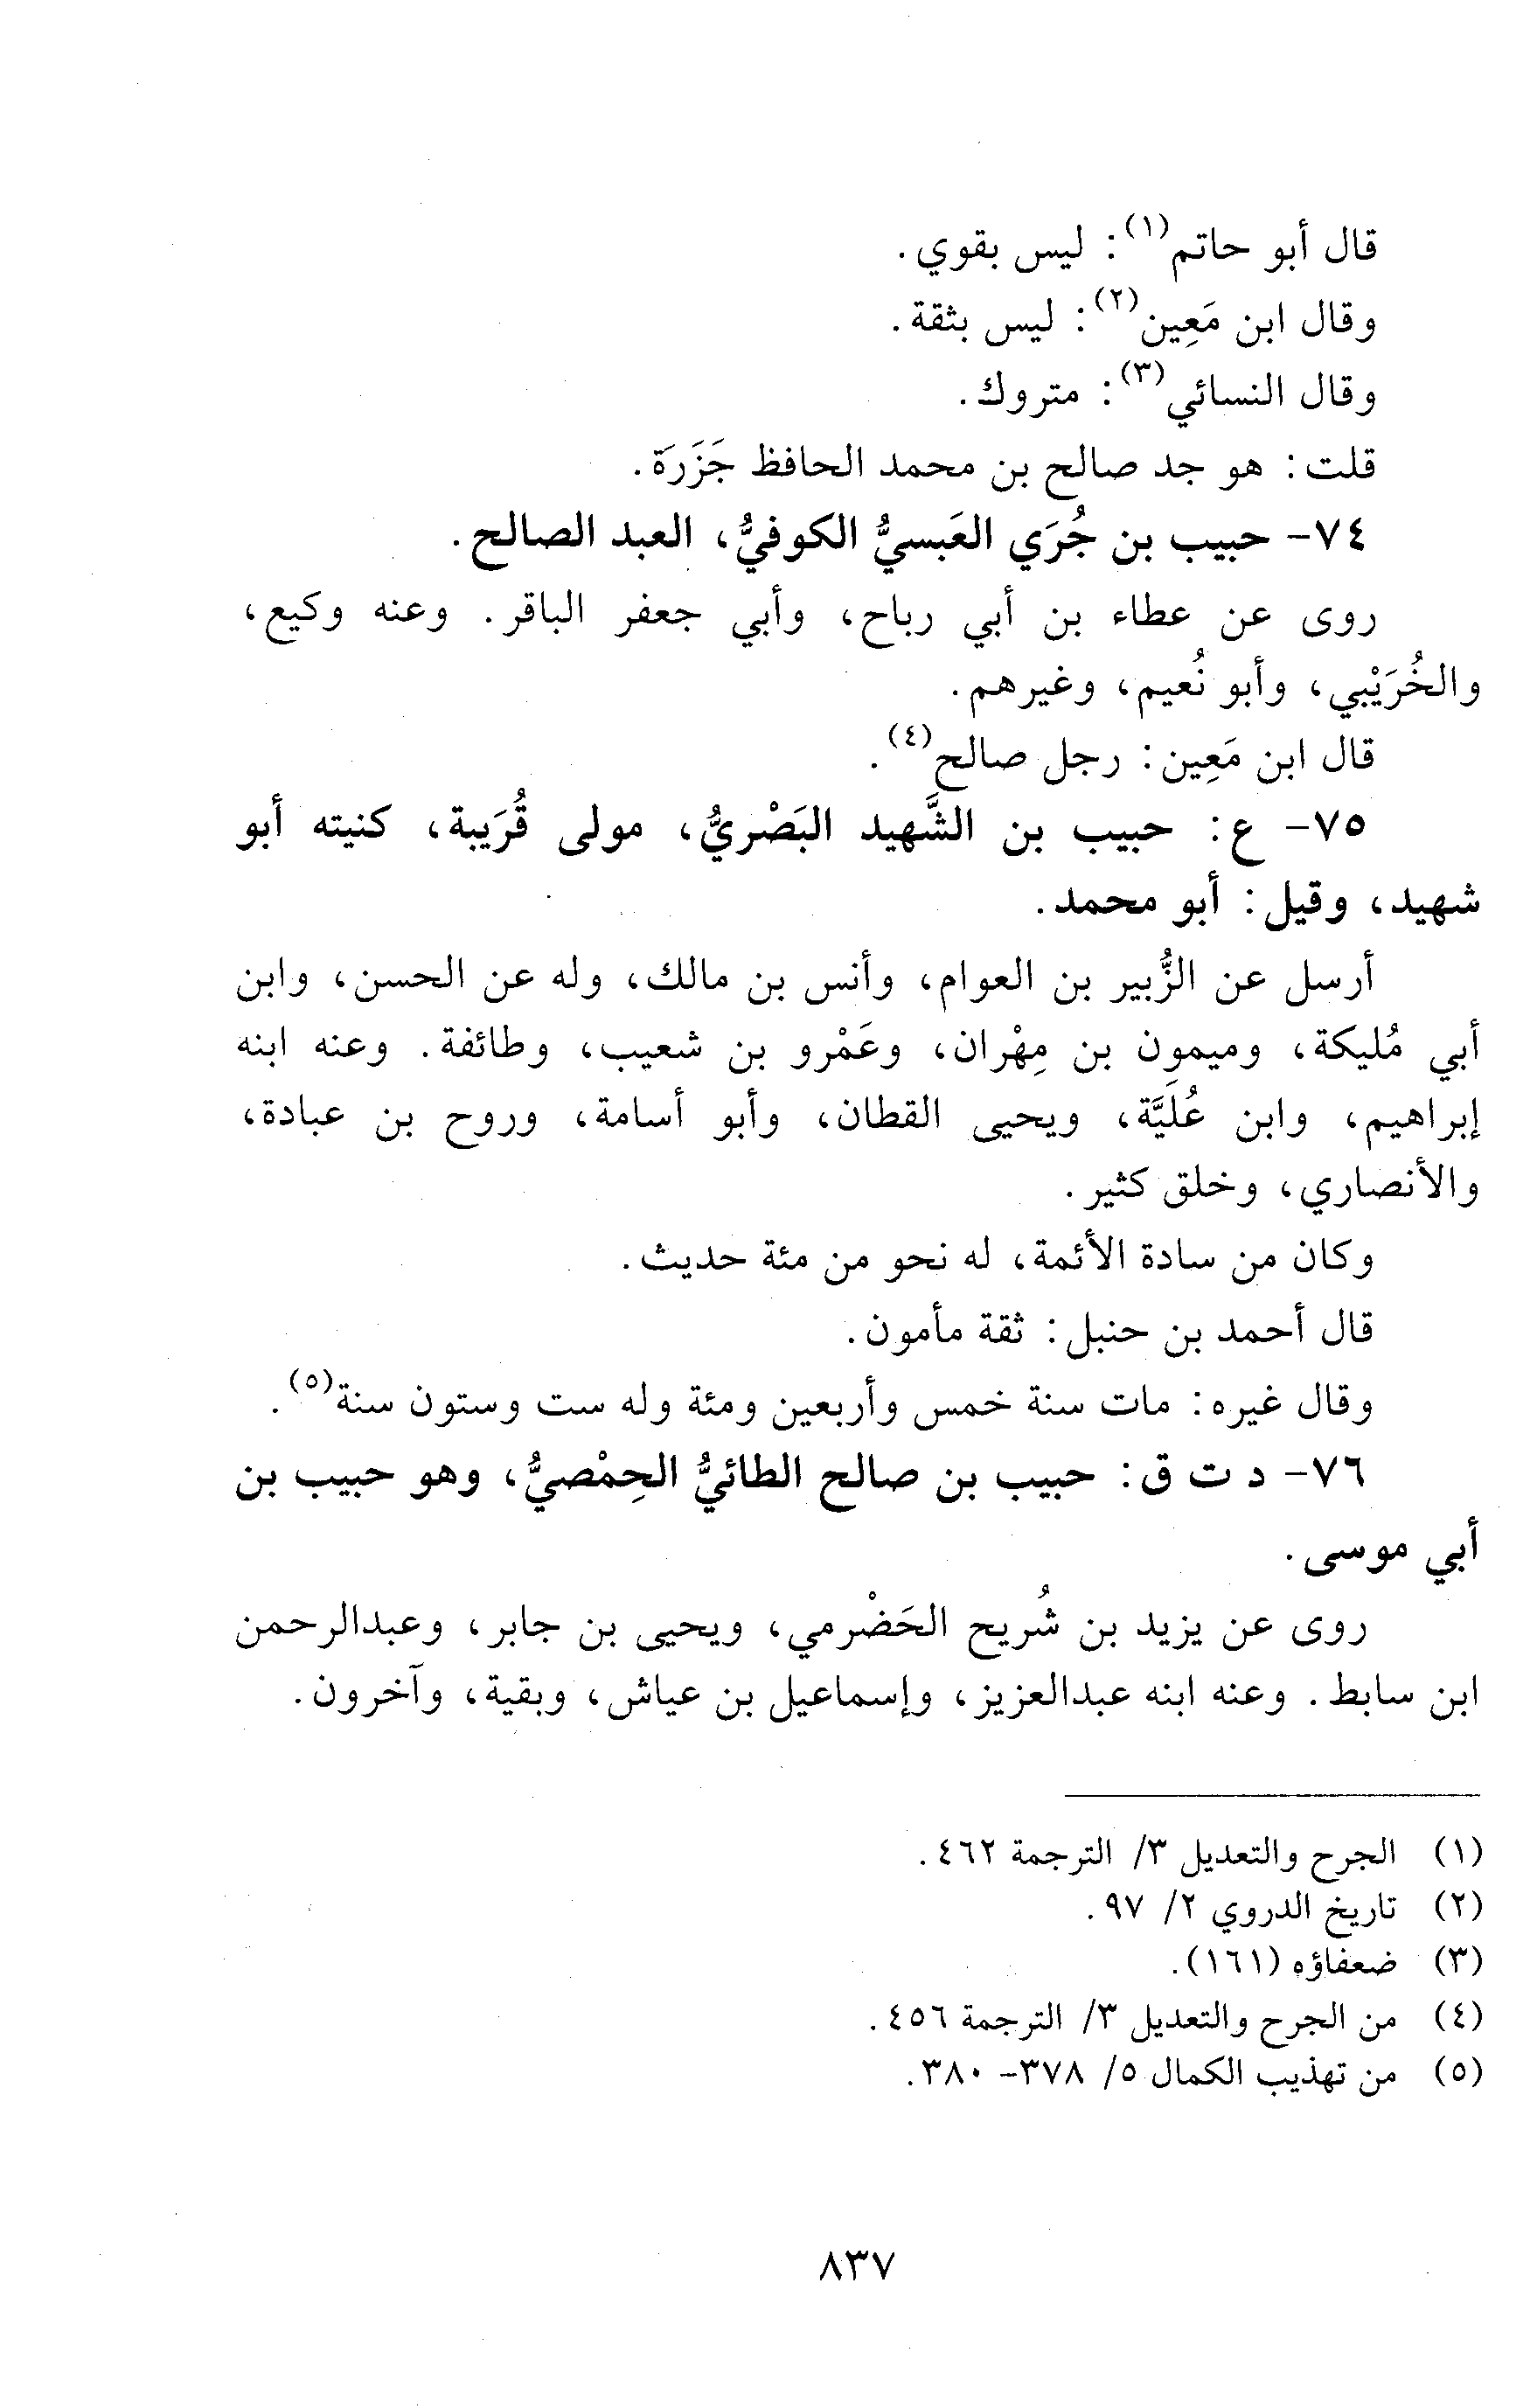 قال أبو حاتم(١): ليس بقوي.
وقال ابن مَعِين(٢): ليس بثقة.
وقال النسائي(٣): متروك.
قلت: هو جد صالح بن محمد الحافظ جَزَرَة.
٧٤- حبيب بن جُرَي العَبسيُّ الكوفيُّ، العبد الصالح.
روى عن عطاء بن أبي رباح، وأبي جعفر الباقر. وعنه وكيع،
والخُرَيْبي، وأبو نُعيم، وغيرهم.
قال ابن مَعِين: رجل صالح(٤).
٧٥- ع: حبيب بن الشَّهيد البَصْريُّ، مولى قُرَيبة، كنيته أبو
شهيد، وقيل: أبو محمد.
أرسل عن الزُّبير بن العوام، وأنس بن مالك، وله عن الحسن، وابن
أبي مُليكة، وميمون بن مِهْران، وعَمْرو بن شعيب، وطائفة. وعنه ابنه
إبراهيم، وابن عُلَيَّة، ويحيى القطان، وأبو أسامة، وروح بن عبادة،
والأنصاري، وخلق كثير.
وكان من سادة الأئمة، له نحو من مئة حديث.
قال أحمد بن حنبل: ثقة مأمون.
وقال غيره: مات سنة خمس وأربعين ومئة وله ست وستون سنة(٥).
٧٦- د ت ق: حبيب بن صالح الطائيُّ الحِمْصيُّ، وهو حبيب بن
أبي موسى.
روى عن يزيد بن شُريح الحَضْرمي، ويحيى بن جابر، وعبدالرحمن
ابن سابط. وعنه ابنه عبدالعزيز، وإسماعيل بن عياش، وبقية، وآخرون.
(١) الجرح والتعديل ٣/ الترجمة ٤٦٢.
(٢) تاريخ الدروي ٢/ ٩٧.
(٣) ضعفاؤه (١٦١).
(٤) من الجرح والتعديل ٣/ الترجمة ٤٥٦.
(٥) من تهذيب الكمال ٥/ ٣٧٨- ٣٨٠.
٨٣٧